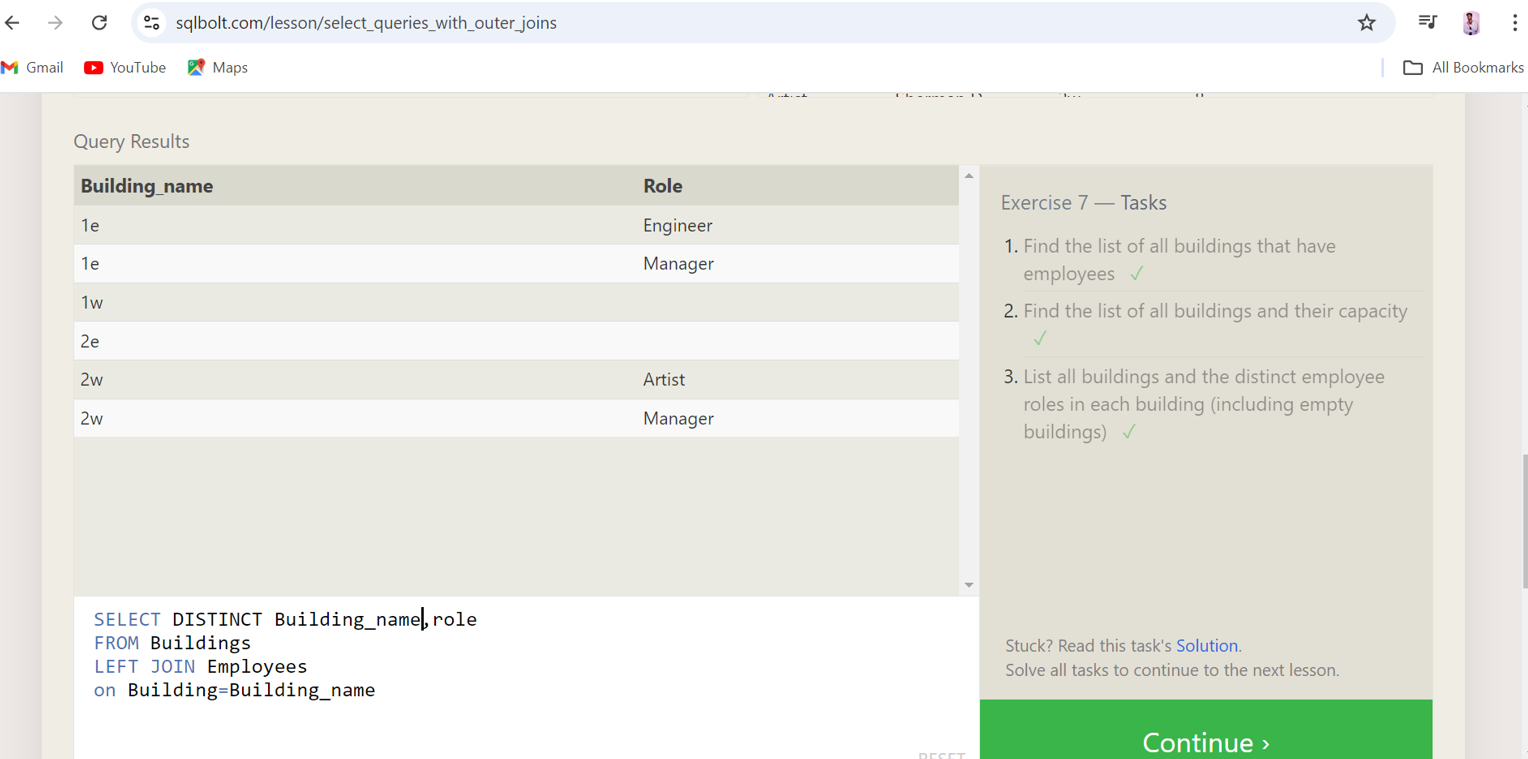 sqlbolt.com/lesson/select_queries_with_outer_joins
Gmail YouTube Maps All Bookmarks
Query Results
Building_name Role
1e Engineer
1e Manager
1w
2e
2w Artist
2w Manager
SELECT DISTINCT Building_name,role
FROM Buildings
LEFT JOIN Employees
on Building=Building_name
RESET
Exercise 7 — Tasks
1. Find the list of all buildings that have
employees ✓
2. Find the list of all buildings and their capacity
✓
3. List all buildings and the distinct employee
roles in each building (including empty
buildings) ✓
Stuck? Read this task's Solution.
Solve all tasks to continue to the next lesson.
Continue ›